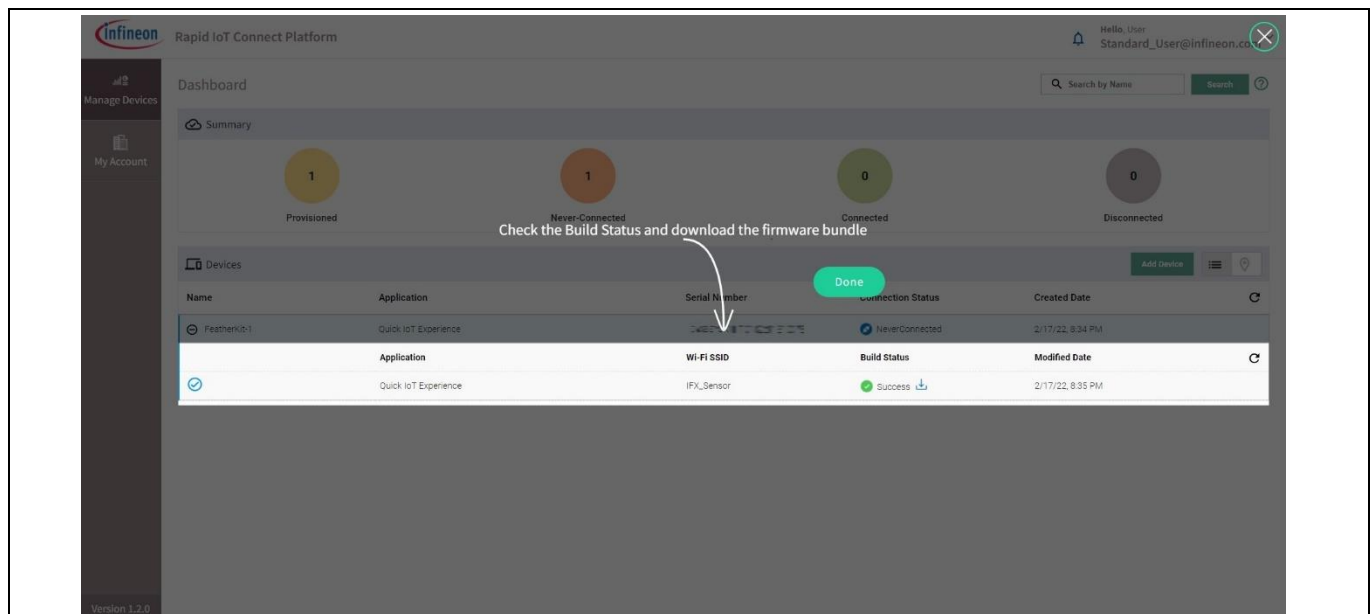 infineon Rapid IoT Connect Platform
Hello, User
Standard_User@infineon.co
Manage Devices
Dashboard
Search by Name
Search
Summary
My Account
1
1
0
0
Provisioned
Never-Connected
Connected
Disconnected
Check the Build Status and download the firmware bundle
Devices
Add Device
Done
Name Application Serial Number Connection Status Created Date
FeatherKit-1 Quick IoT Experience NeverConnected 2/17/22, 8:34 PM
Application Wi-Fi SSID Build Status Modified Date
Quick IoT Experience IFX_Sensor Success 2/17/22, 8:35 PM
Version 1.2.0